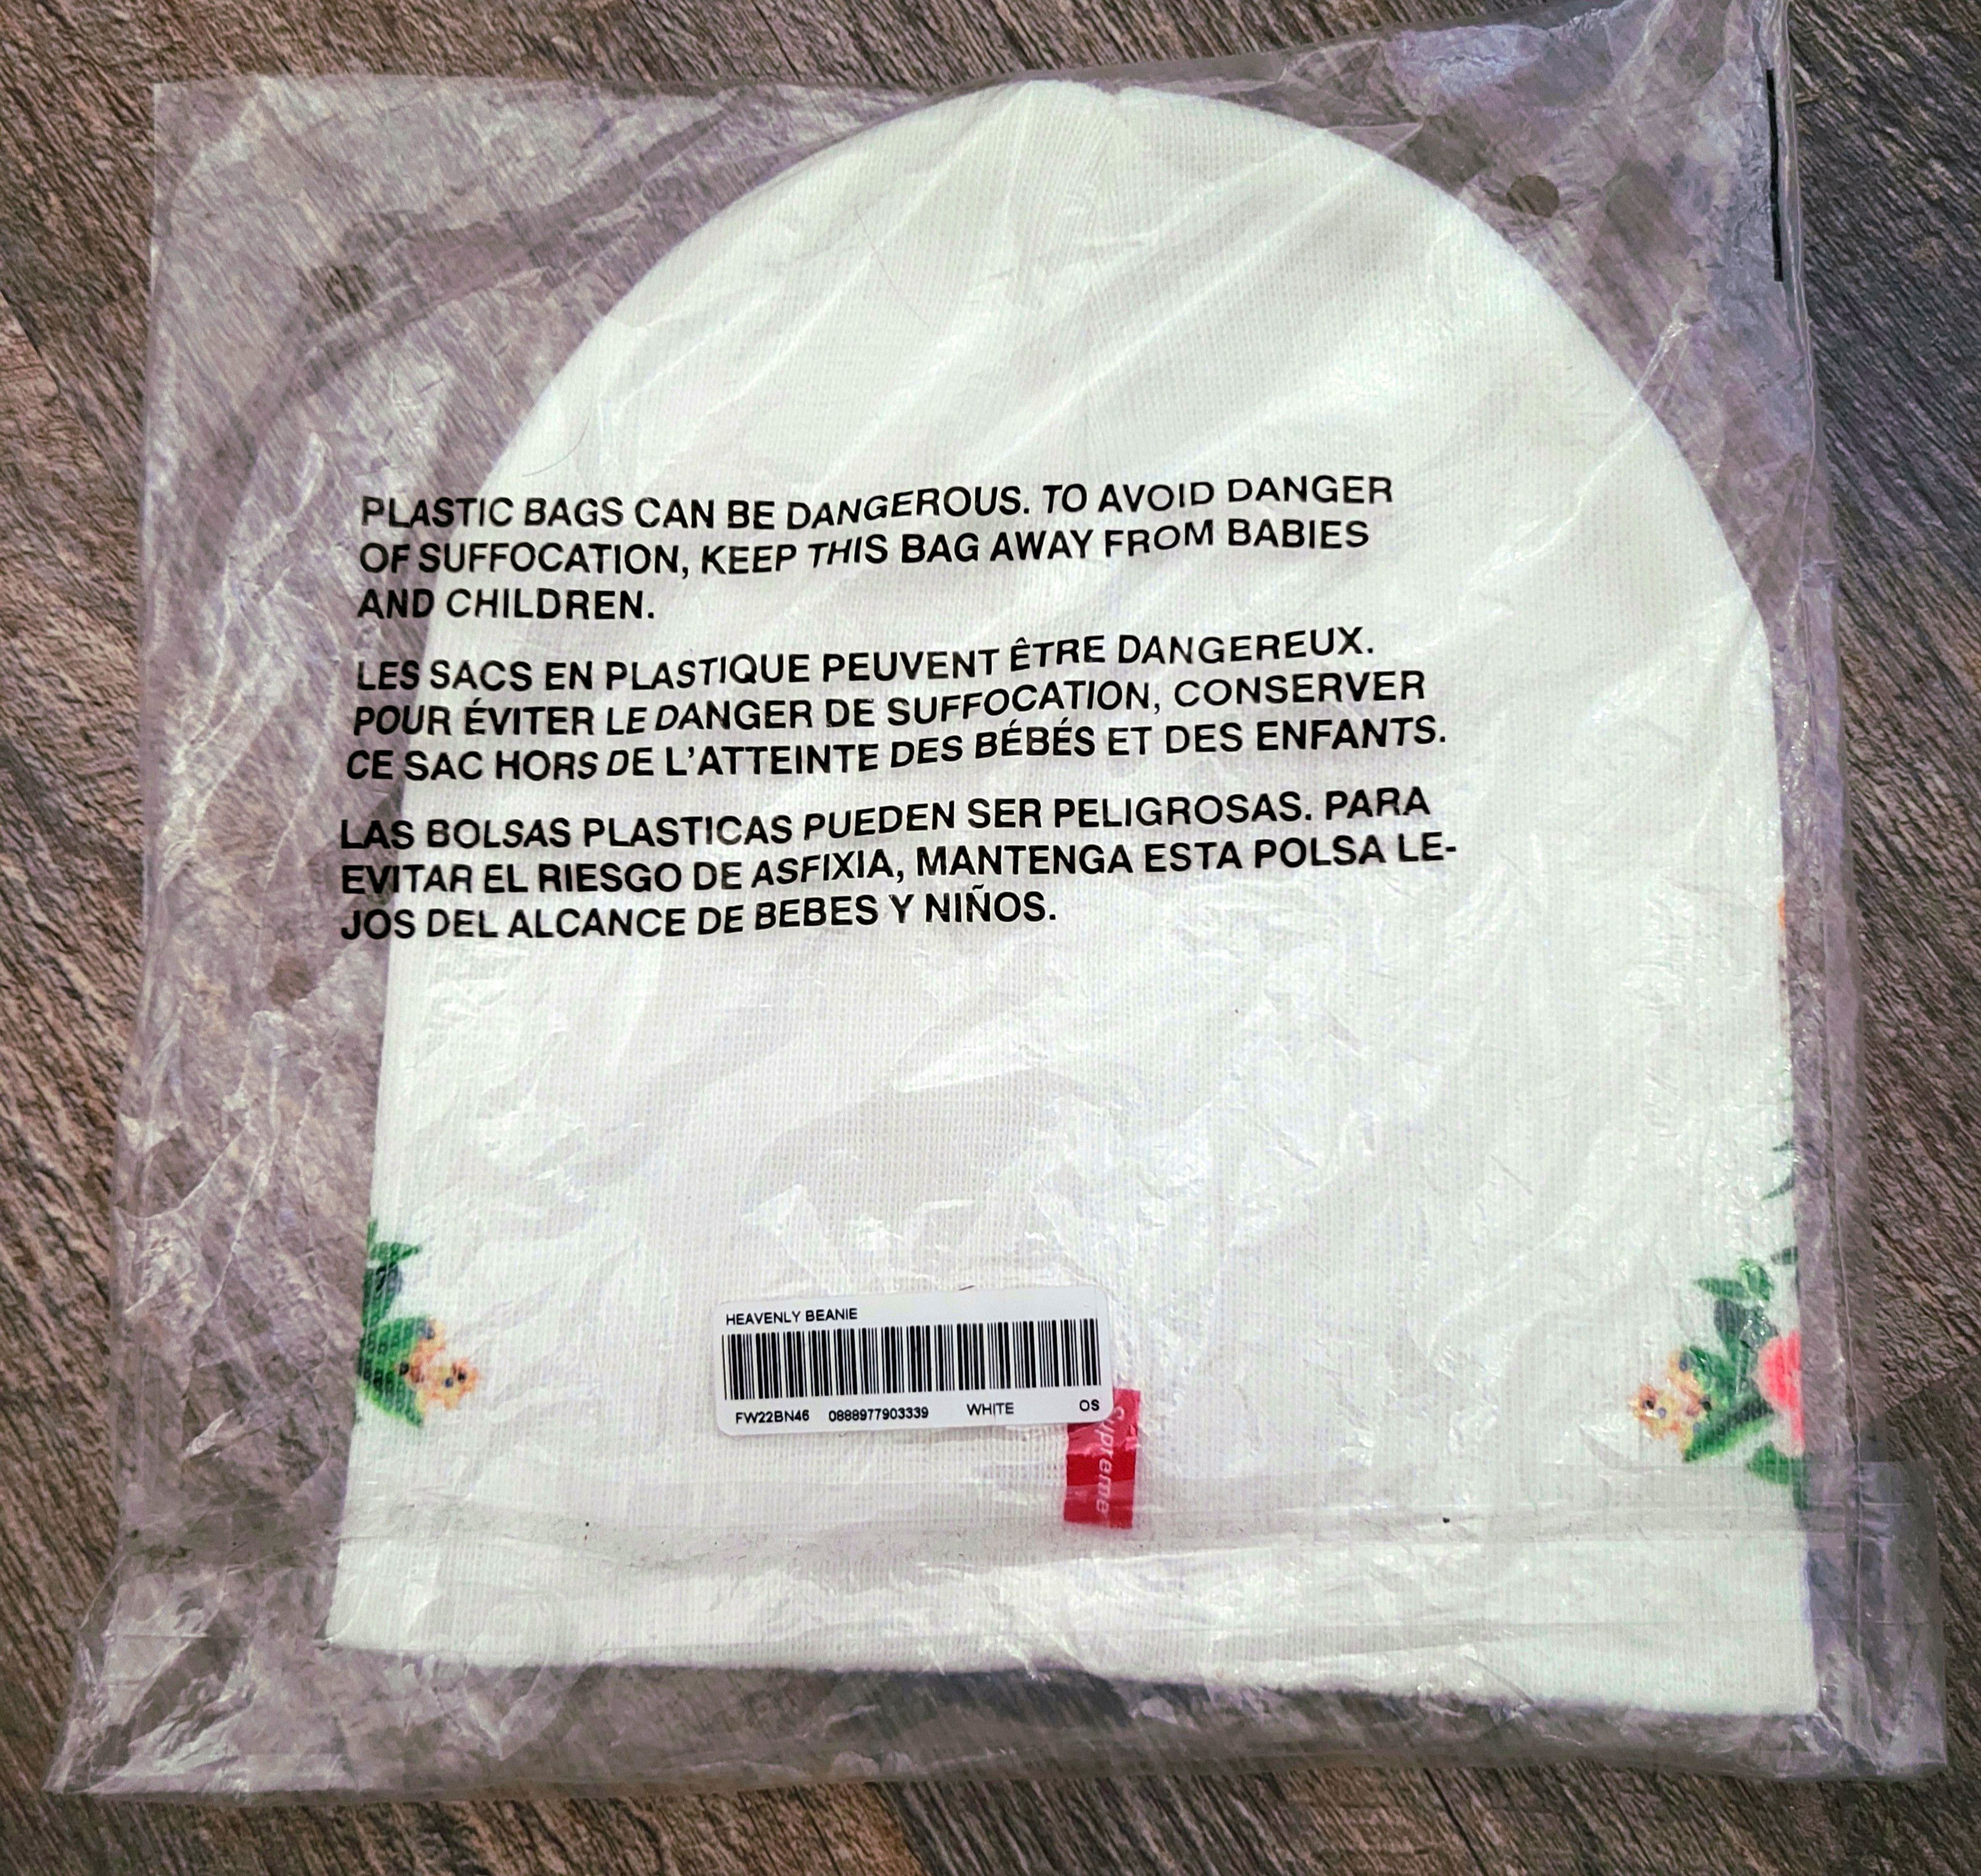 PLASTIC BAGS CAN BE DANGEROUS. TO AVOID DANGER
OF SUFFOCATION, KEEP THIS BAG AWAY FROM BABIES
AND CHILDREN.
LES SACS EN PLASTIQUE PEUVENT ÊTRE DANGEREUX.
POUR ÉVITER LE DANGER DE SUFFOCATION, CONSERVER
CE SAC HORS DE L'ATTEINTE DES BÉBÉS ET DES ENFANTS.
LAS BOLSAS PLASTICAS PUEDEN SER PELIGROSAS. PARA
EVITAR EL RIESGO DE ASFIXIA, MANTENGA ESTA POLSA LE-
JOS DEL ALCANCE DE BEBES Y NIÑOS.
HEAVENLY BEANIE
FW22BN46 0888977903339 WHITE OS
Supreme